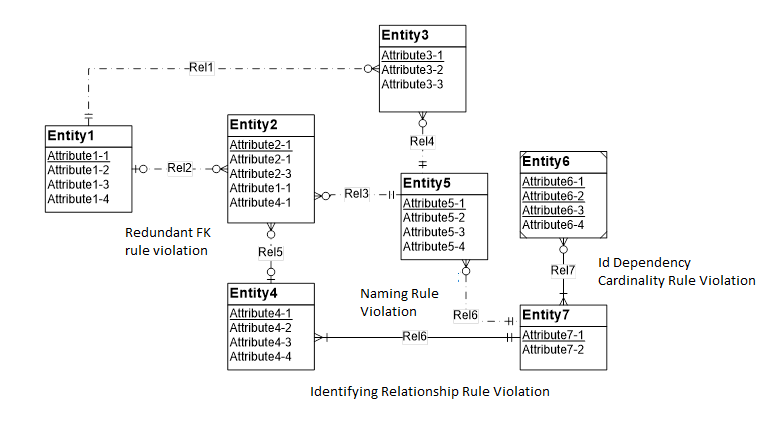 Entity3
Attribute3-1
Attribute3-2
Attribute3-3
Rel1
Entity2
Attribute2-1
Attribute2-1
Attribute2-3
Attribute1-1
Attribute4-1
Entity1
Attribute1-1
Attribute1-2
Attribute1-3
Attribute1-4
Rel2
Rel4
Entity6
Attribute6-1
Attribute6-2
Attribute6-3
Attribute6-4
Entity5
Attribute5-1
Attribute5-2
Attribute5-3
Attribute5-4
Rel3
Redundant FK
rule violation
Rel5
Rel7
Id Dependency
Cardinality Rule Violation
Entity4
Attribute4-1
Attribute4-2
Attribute4-3
Attribute4-4
Naming Rule
Violation
Rel6
Entity7
Attribute7-1
Attribute7-2
Rel6
Identifying Relationship Rule Violation